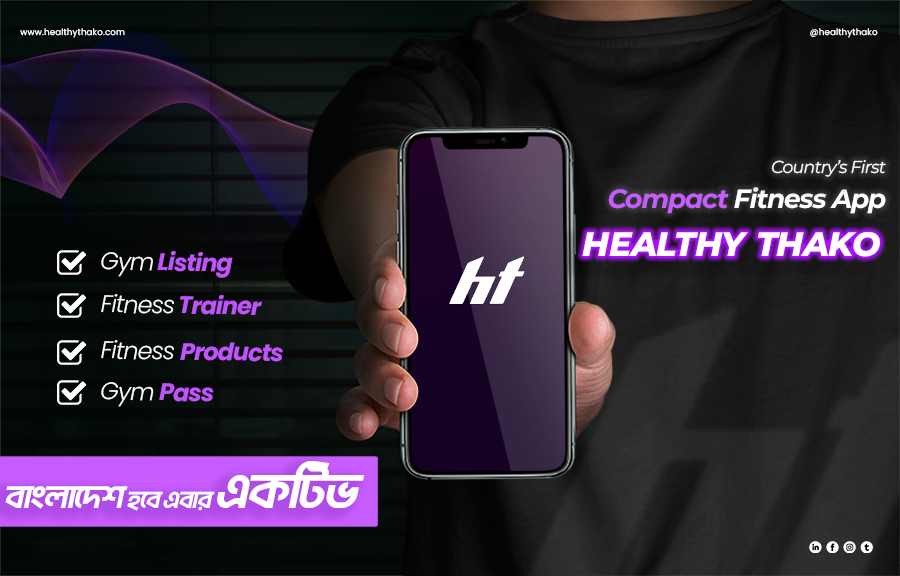 www.healthythako.com
@healthythako
Country's First
Compact Fitness App
HEALTHY THAKO
Gym Listing
Fitness Trainer
Fitness Products
Gym Pass
ht
বাংলাদেশ হবে এবার একটিভ